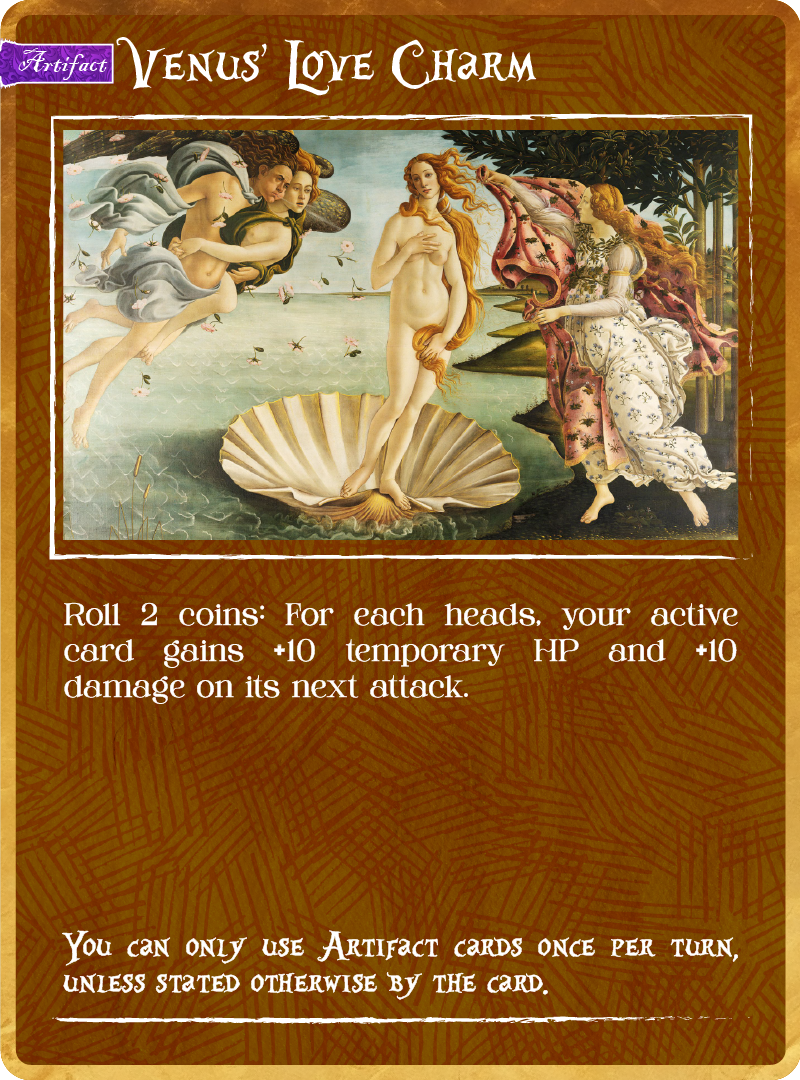 Artifact
Venus' Love Charm
Roll 2 coins: For each heads, your active
card gains +10 temporary HP and +10
damage on its next attack.
You can only use Artifact cards once per turn,
unless stated otherwise by the card.